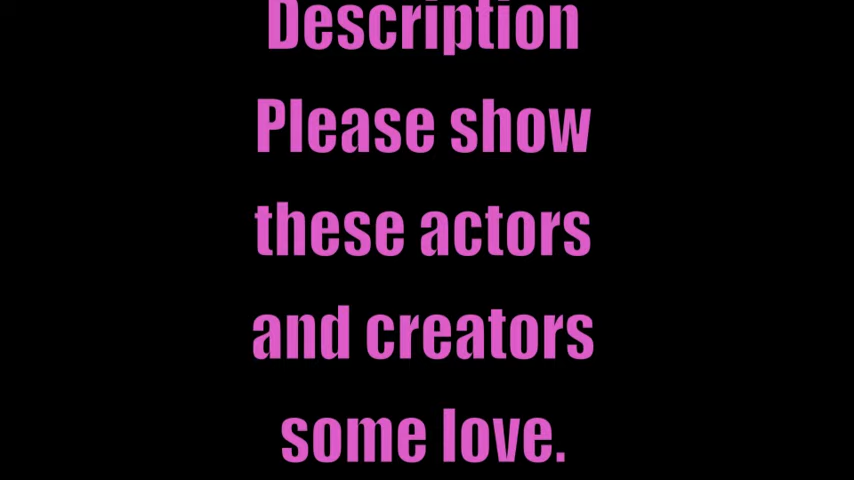 Description
Please show
these actors
and creators
some love.